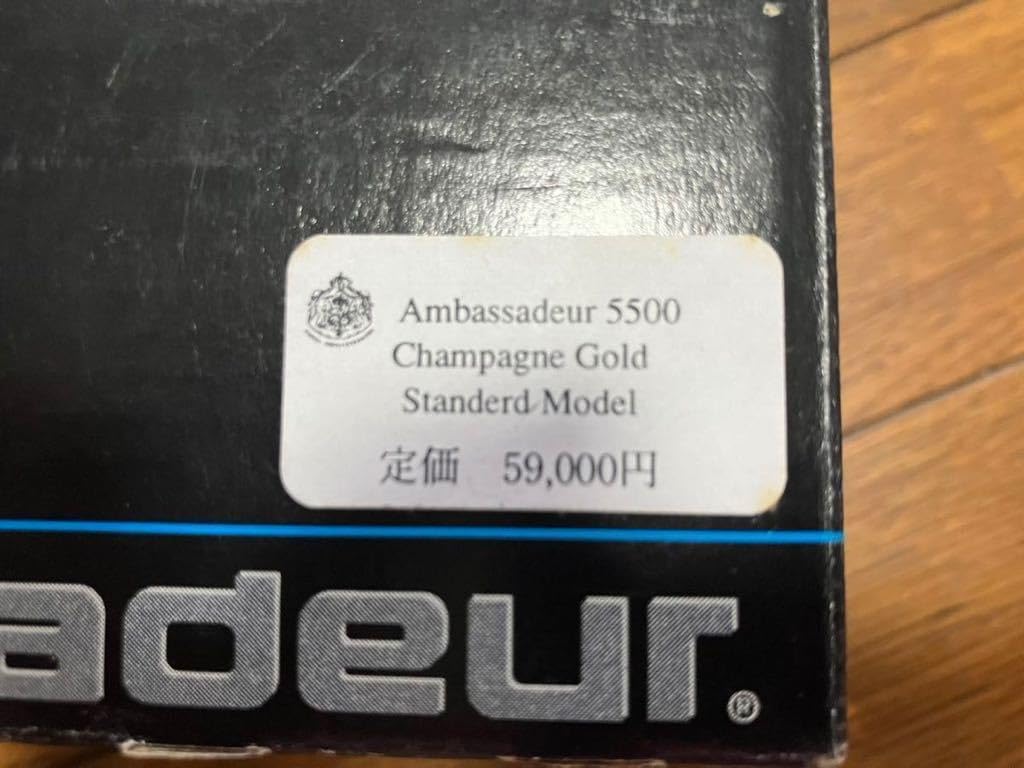 Ambassadeur 5500
Champagne Gold
Standerd Model
定価 59,000円
adeur®